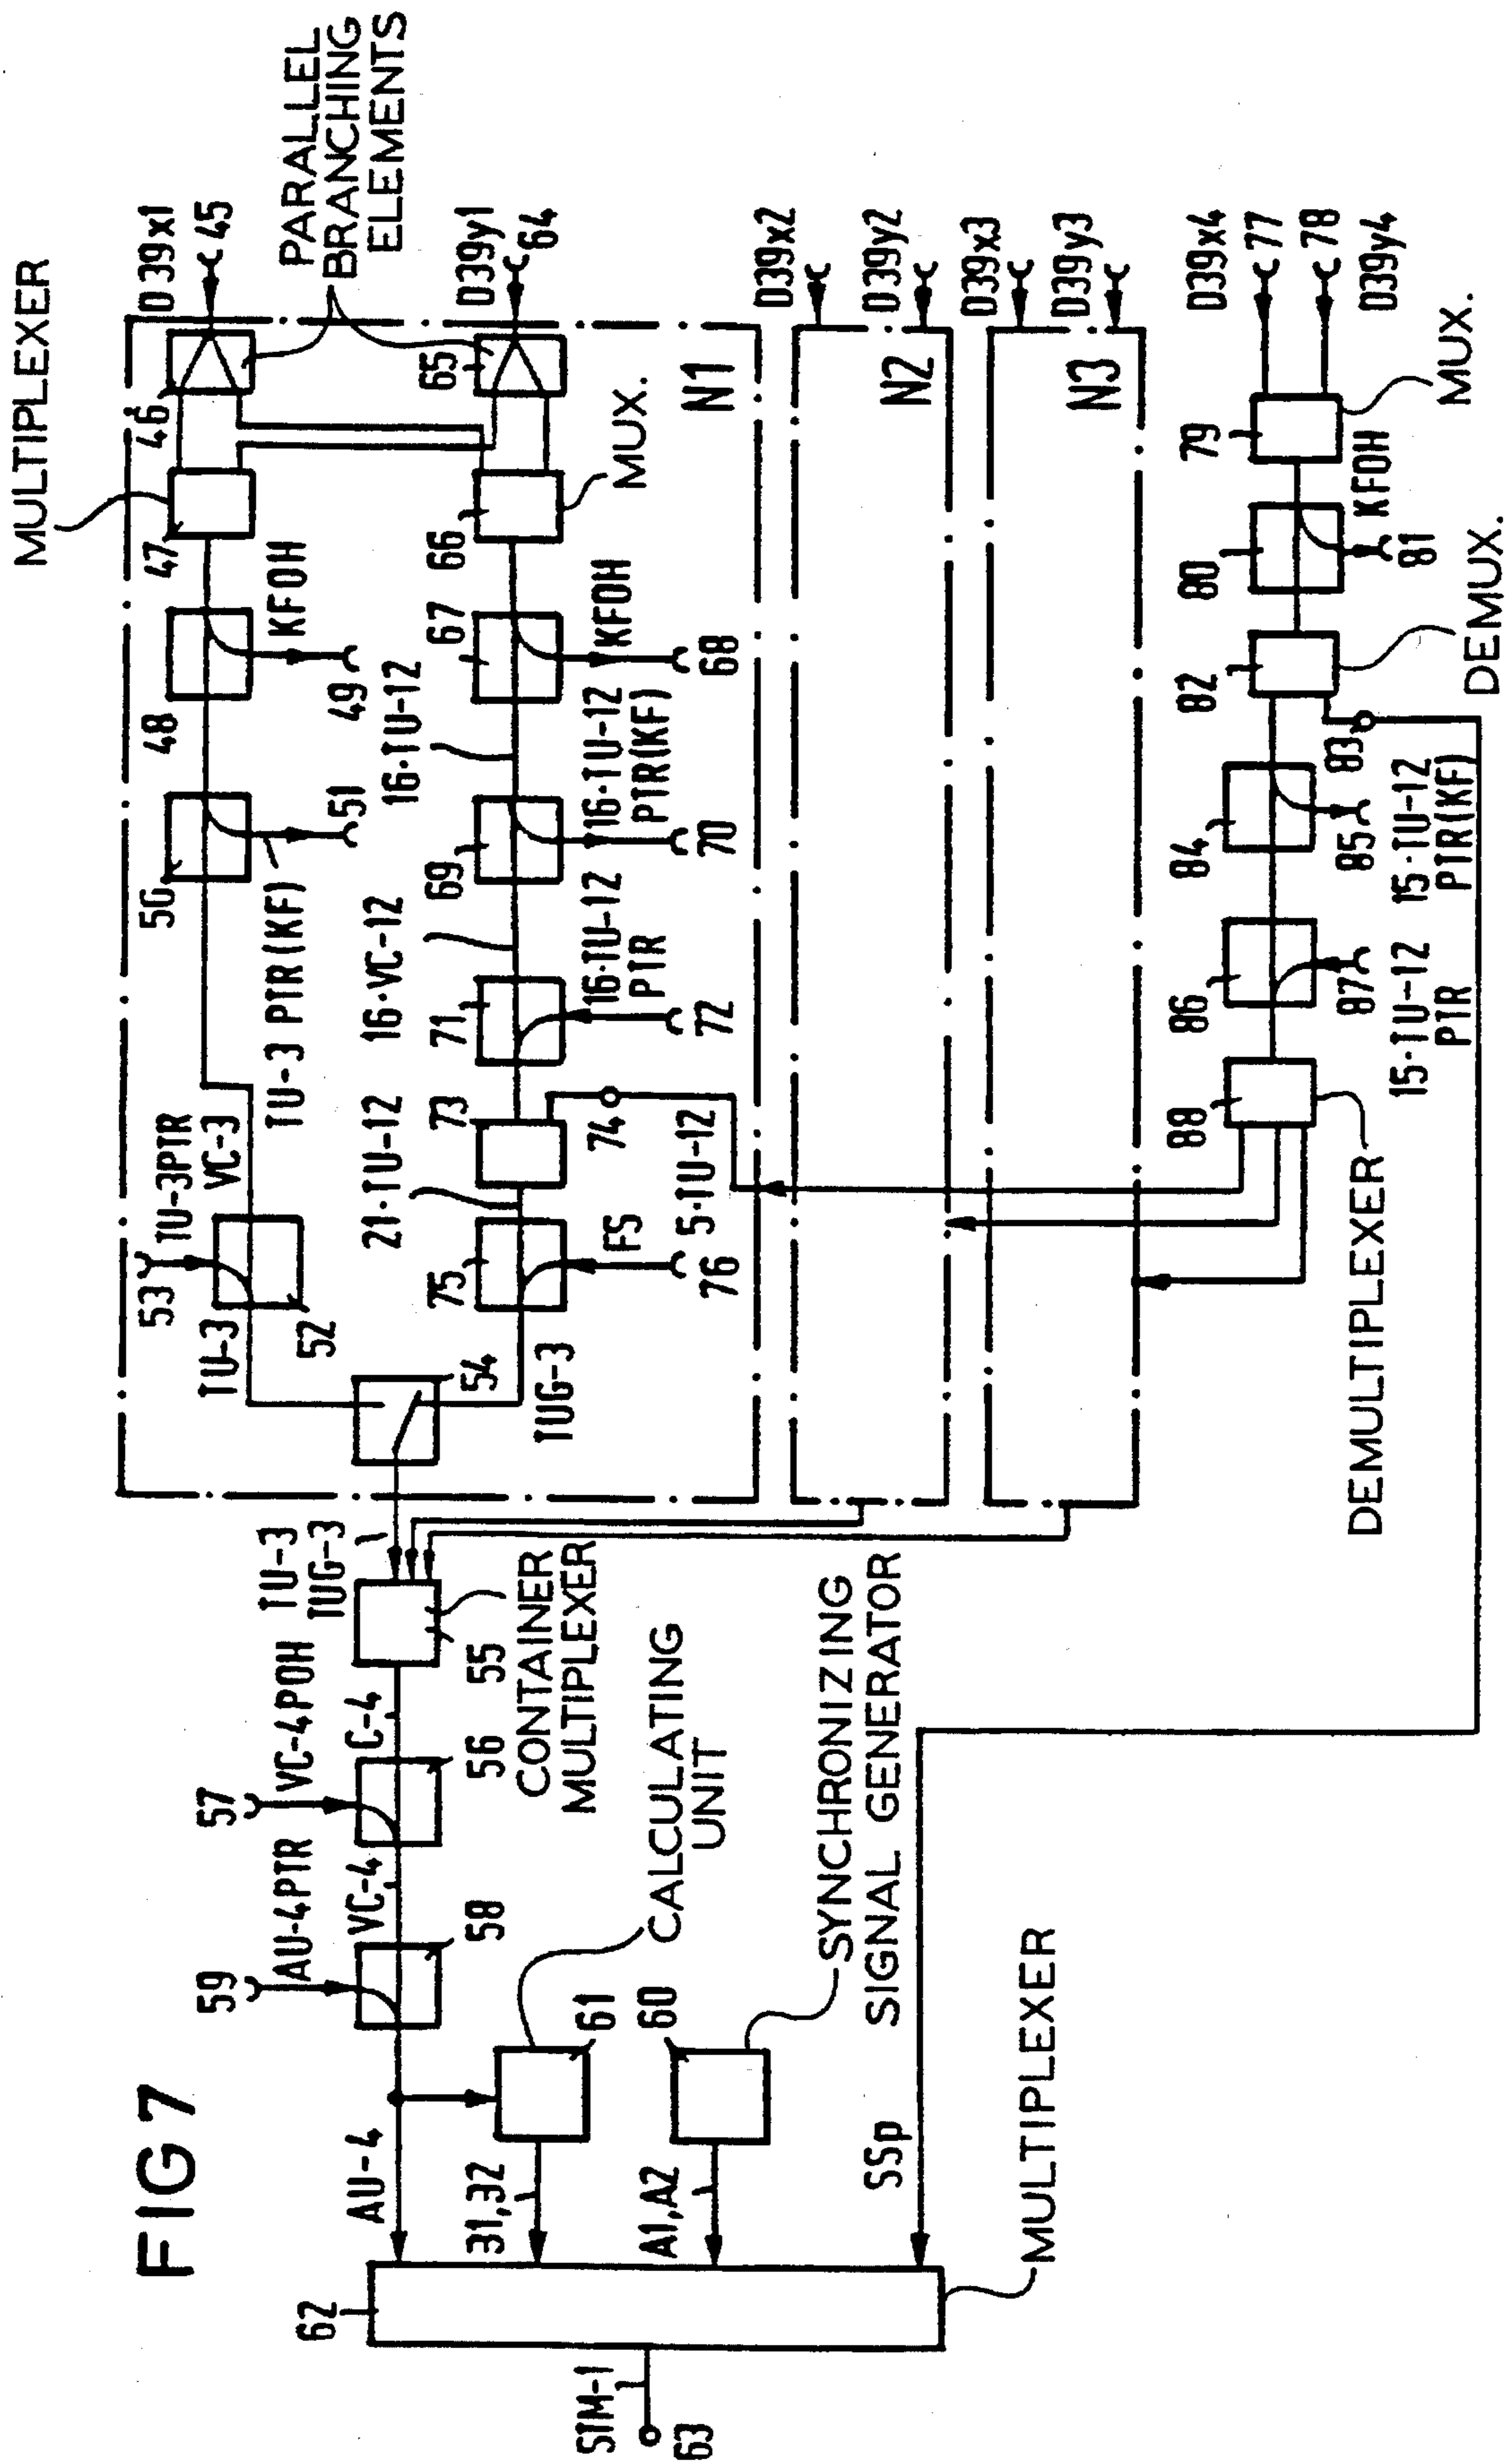 FIG 7
MULTIPLEXER
D39x1
45
46
47
PARALLEL
BRANCHING
ELEMENTS
D39y1
64
65
66
MUX.
N1
48
KFOH
49
50
51
TU-3 PTR(KF)
53
TU-3PTR
VC-3
TU-3
52
54
67
KFOH
68
16·TU-12
69
16·TU-12
PTR(KF)
70
16·VC-12
71
16·TU-12
PTR
72
73
74
5·TU-12
21·TU-12
75
FS
76
TUG-3
D39x2
D39y2
N2
D39x3
D39y3
N3
D39x4
77
78
D39y4
79
MUX.
80
KFOH
81
82
DEMUX.
83
84
85
15·TU-12
PTR(KF)
86
87
15·TU-12
PTR
88
DEMULTIPLEXER
TU-3
TUG-3
55
CONTAINER
MULTIPLEXER
C-4
56
57
VC-4POH
VC-4
58
59
AU-4PTR
AU-4
61
CALCULATING
UNIT
31,32
60
SYNCHRONIZING
SIGNAL GENERATOR
A1,A2
SSp
62
MULTIPLEXER
STM-1
63